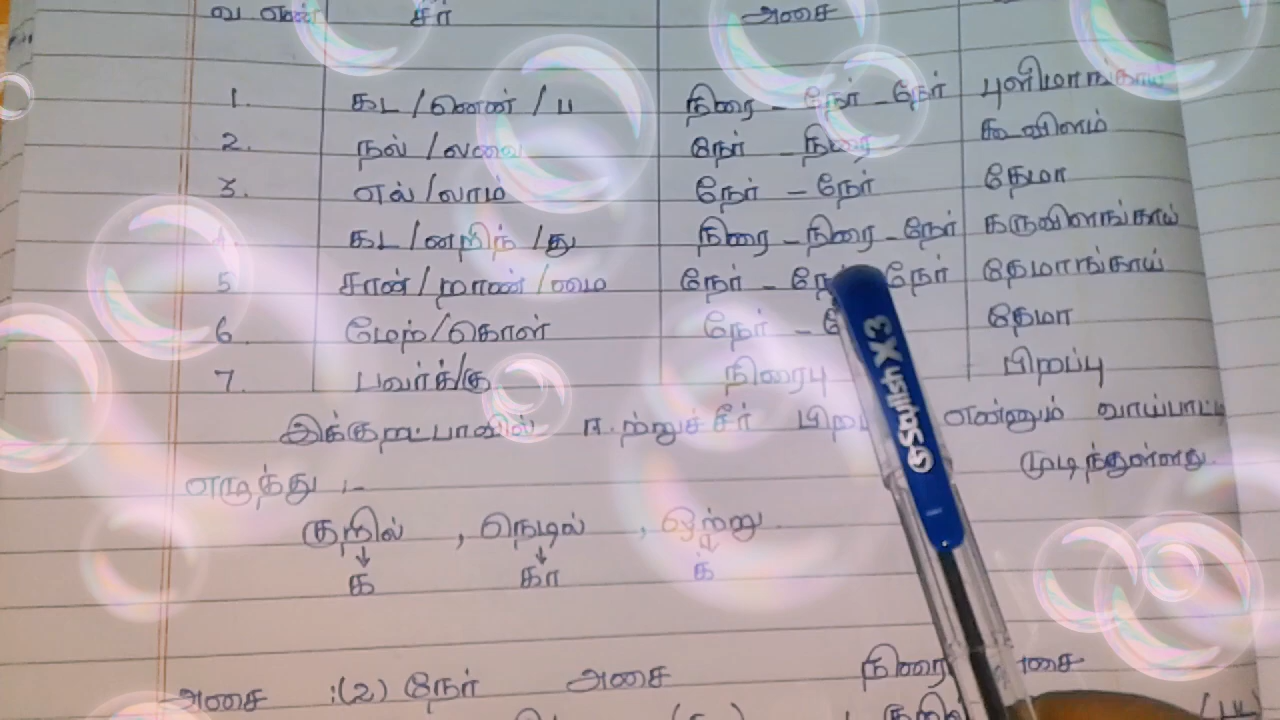 வ எண் சீர் அசை
1. கட /னெண் / ப நிரை - நேர் - நேர் புளிமாங்காய்
2. நல் /லவை நேர் - நிரை கூவிளம்
3. எல் /லாம் நேர் - நேர் தேமா
4. கட /னறிந் /து நிரை - நிரை - நேர் கருவிளங்காய்
5 சான்/றாண் /மை நேர் - நேர் நேர் தேமாங்காய்
6. மேற்/கொள் நேர் - தேமா
7. பவர்க்/கு நிரைபு பிறப்பு
இக்குறட்பாவில் ஈற்றுச்சீர் என்னும் வாய்பாட்டி
முடிந்துள்ளது.
எழுத்து :-
குறில் , நெடில் , ஒற்று
க கா க்
அசை :(2) நேர் அசை நிரை
குறில்